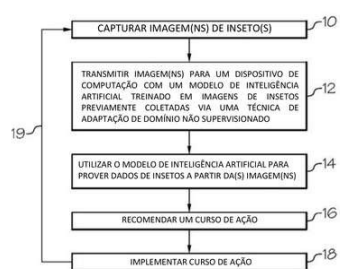 CAPTURAR IMAGEM(NS) DE INSETO(S)
10
TRANSMITIR IMAGEM(NS) PARA UM DISPOSITIVO DE
COMPUTAÇÃO COM UM MODELO DE INTELIGÊNCIA
ARTIFICIAL TREINADO EM IMAGENS DE INSETOS
PREVIAMENTE COLETADAS VIA UMA TÉCNICA DE
ADAPTAÇÃO DE DOMÍNIO NÃO SUPERVISIONADO
12
19
UTILIZAR O MODELO DE INTELIGÊNCIA ARTIFICIAL PARA
PROVER DADOS DE INSETOS A PARTIR DA(S) IMAGEM(NS)
14
RECOMENDAR UM CURSO DE AÇÃO
16
IMPLEMENTAR CURSO DE AÇÃO
18